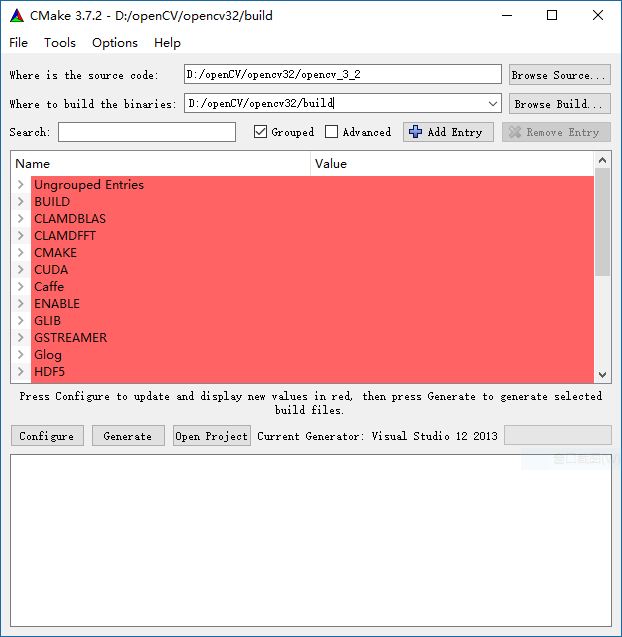 CMake 3.7.2 - D:/openCV/opencv32/build
File Tools Options Help
Where is the source code: D:/openCV/opencv32/opencv_3_2 Browse Source...
Where to build the binaries: D:/openCV/opencv32/build Browse Build...
Search: Grouped Advanced Add Entry Remove Entry
Name Value
Ungrouped Entries
BUILD
CLAMDBLAS
CLAMDFFT
CMAKE
CUDA
Caffe
ENABLE
GLIB
GSTREAMER
Glog
HDF5
Press Configure to update and display new values in red, then press Generate to generate selected
build files.
Configure Generate Open Project Current Generator: Visual Studio 12 2013